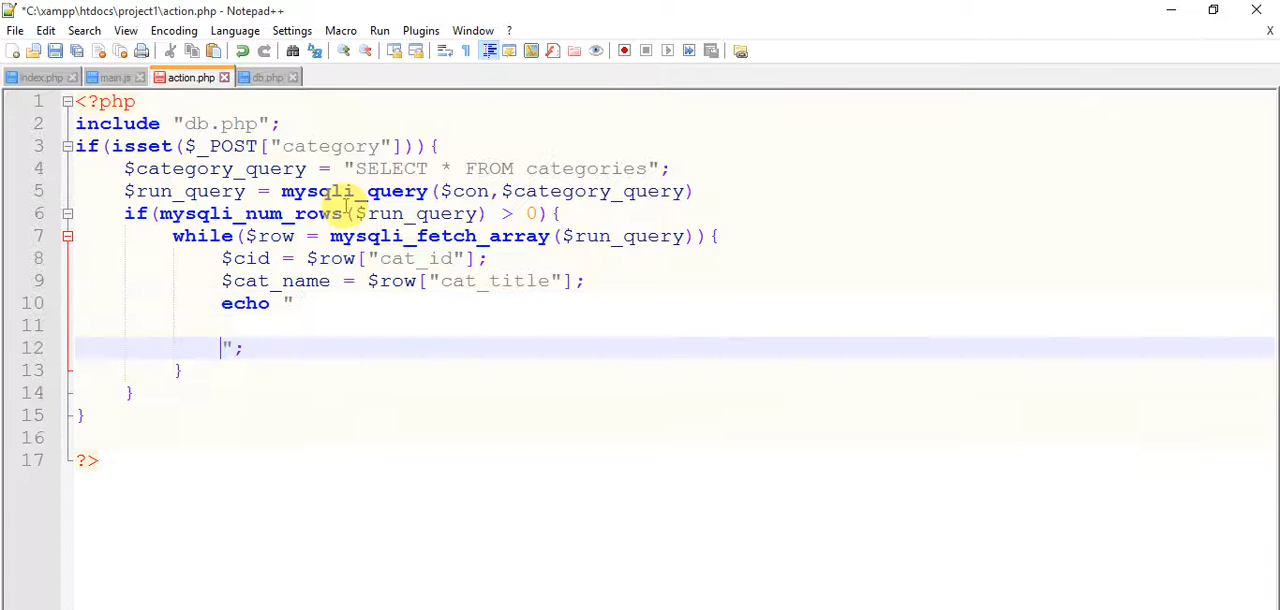 *C:\xampp\htdocs\project1\action.php - Notepad++
File Edit Search View Encoding Language Settings Macro Run Plugins Window ? X
index.php main.js action.php db.php
1 <?php
2 include "db.php";
3 if(isset($_POST["category"])){
4 $category_query = "SELECT * FROM categories";
5 $run_query = mysqli_query($con,$category_query)
6 if(mysqli_num_rows($run_query) > 0){
7 while($row = mysqli_fetch_array($run_query)){
8 $cid = $row["cat_id"];
9 $cat_name = $row["cat_title"];
10 echo "
11
12 ";
13 }
14 }
15 }
16
17 ?>